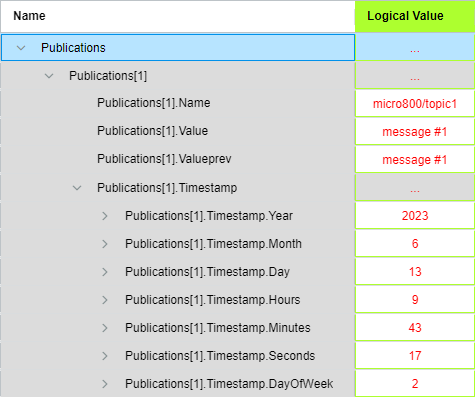 Name Logical Value
Publications ...
Publications[1] ...
Publications[1].Name micro800/topic1
Publications[1].Value message #1
Publications[1].Valueprev message #1
Publications[1].Timestamp ...
Publications[1].Timestamp.Year 2023
Publications[1].Timestamp.Month 6
Publications[1].Timestamp.Day 13
Publications[1].Timestamp.Hours 9
Publications[1].Timestamp.Minutes 43
Publications[1].Timestamp.Seconds 17
Publications[1].Timestamp.DayOfWeek 2